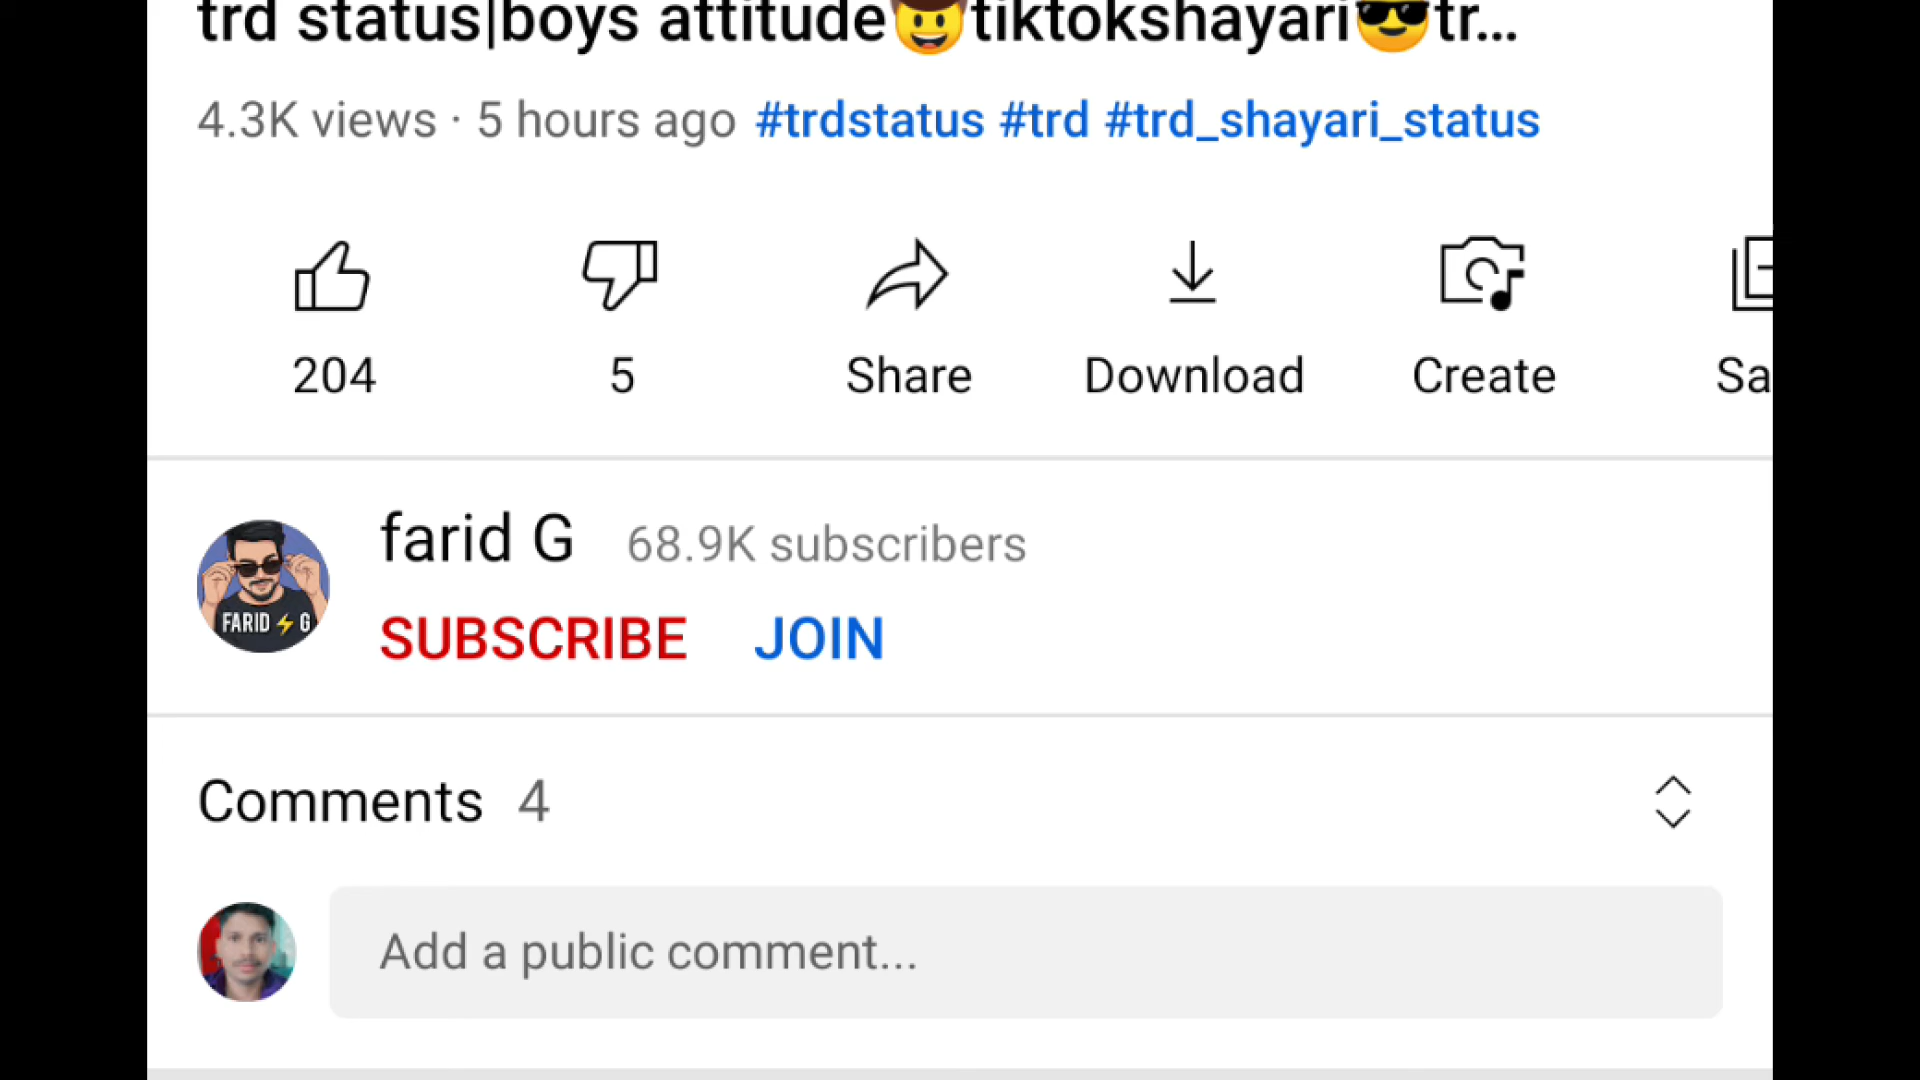 trd status|boys attitude🤠tiktokshayari😎tr...
4.3K views · 5 hours ago #trdstatus #trd #trd_shayari_status
204 5 Share Download Create Sa
farid G 68.9K subscribers
FARID⚡G
SUBSCRIBE JOIN
Comments 4
Add a public comment...